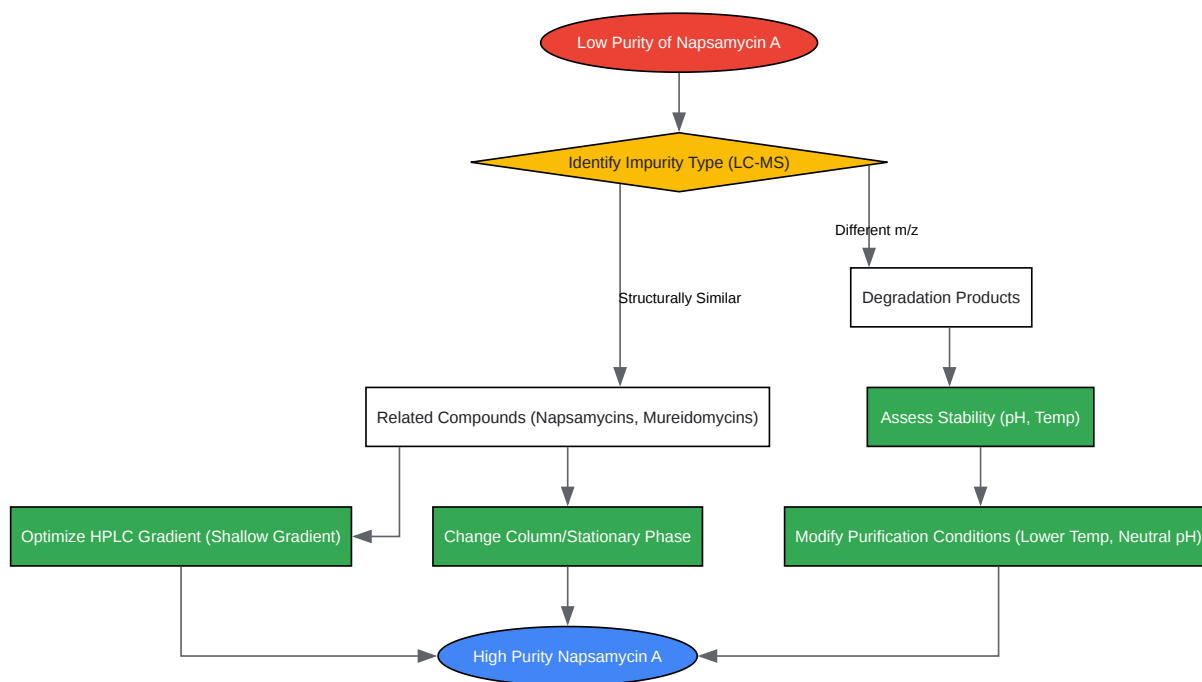 Low Purity of Napsamycin A
Identify Impurity Type (LC-MS)
Different m/z
Degradation Products
Structurally Similar
Related Compounds (Napsamycins, Mureidomycins)
Assess Stability (pH, Temp)
Optimize HPLC Gradient (Shallow Gradient)
Change Column/Stationary Phase
Modify Purification Conditions (Lower Temp, Neutral pH)
High Purity Napsamycin A